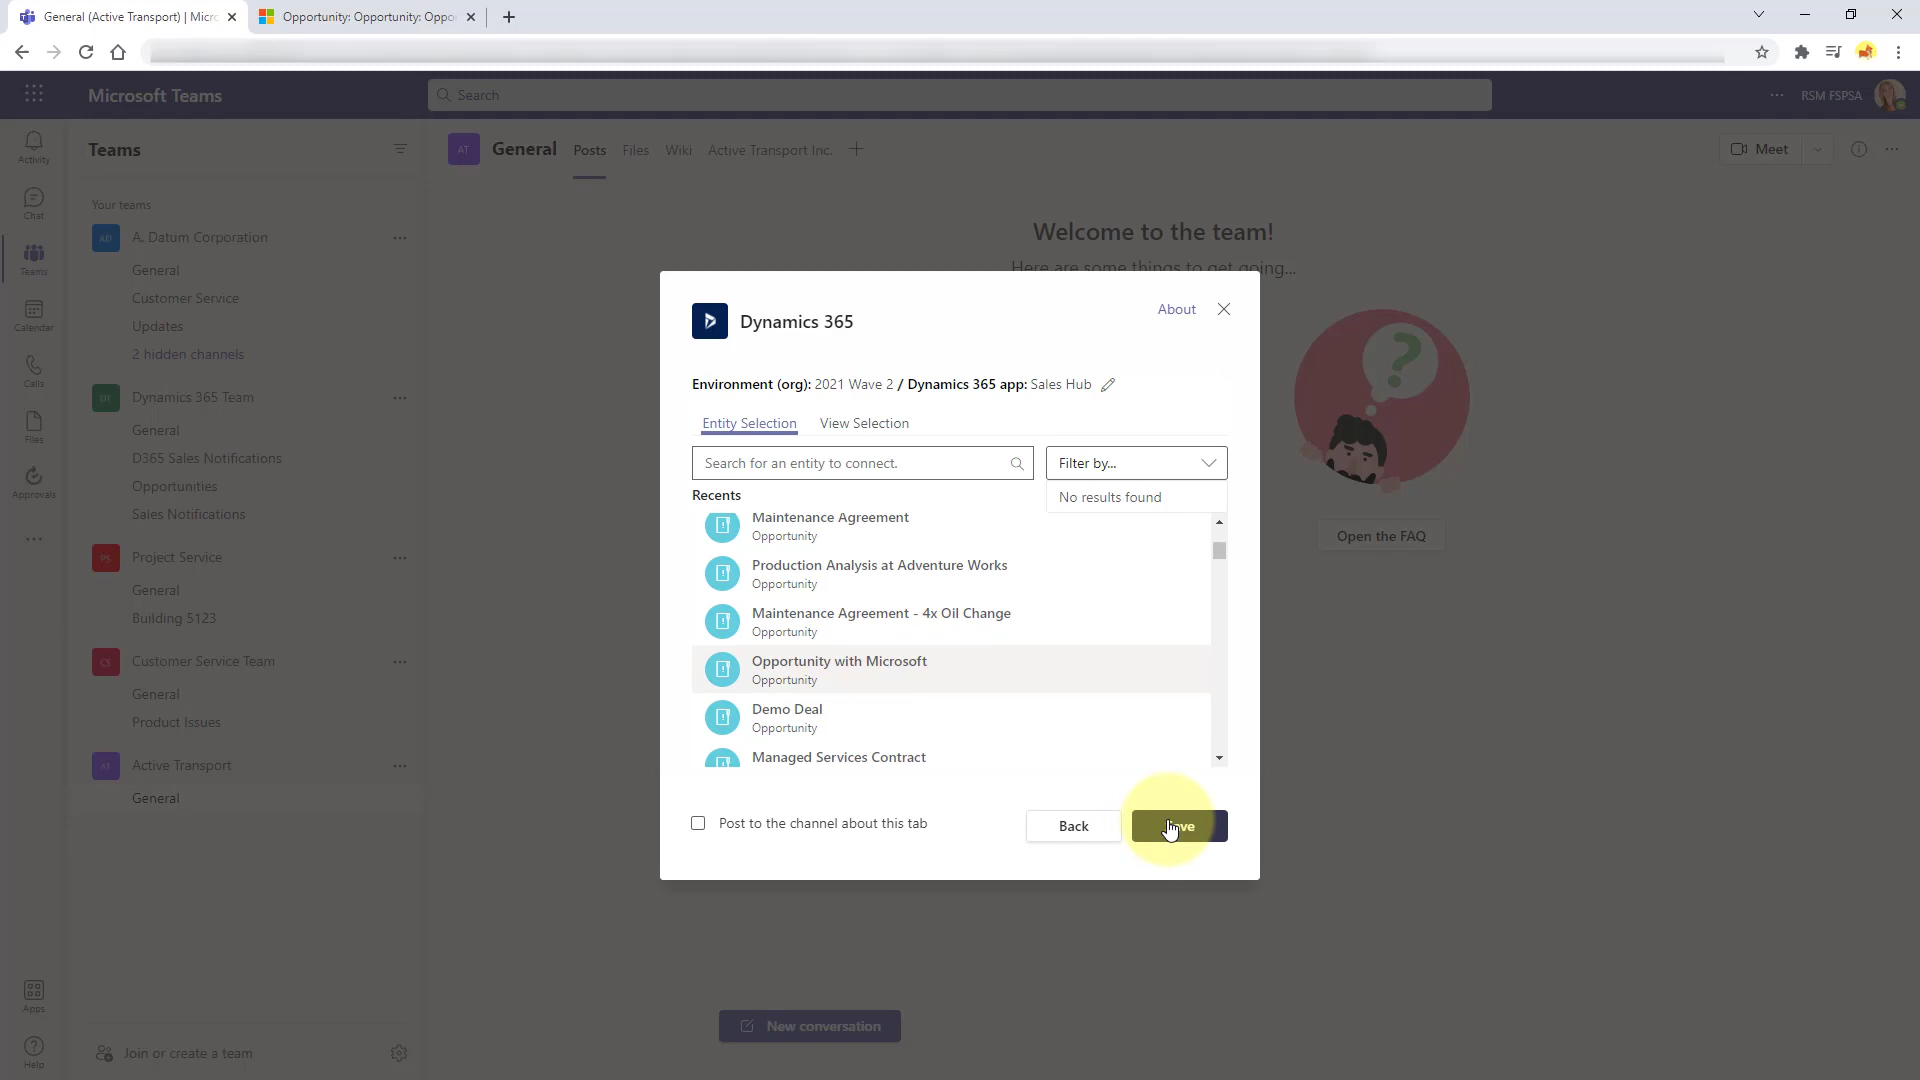 General (Active Transport) | Micro
Opportunity: Opportunity: Oppo
Microsoft Teams
Search
RSM FSPSA
Activity
Chat
Teams
Calendar
Calls
Files
Approvals
Apps
Help
Teams
Your teams
AD A. Datum Corporation
General
Customer Service
Updates
2 hidden channels
DT Dynamics 365 Team
General
D365 Sales Notifications
Opportunities
Sales Notifications
PS Project Service
General
Building 5123
CS Customer Service Team
General
Product Issues
AT Active Transport
General
Join or create a team
AT General Posts Files Wiki Active Transport Inc.
Meet
Welcome to the team!
Here are some things to get going...
Open the FAQ
New conversation
Dynamics 365
About
Environment (org): 2021 Wave 2 / Dynamics 365 app: Sales Hub
Entity Selection View Selection
Search for an entity to connect.
Filter by...
No results found
Recents
Maintenance Agreement
Opportunity
Production Analysis at Adventure Works
Opportunity
Maintenance Agreement - 4x Oil Change
Opportunity
Opportunity with Microsoft
Opportunity
Demo Deal
Opportunity
Managed Services Contract
Post to the channel about this tab
Back